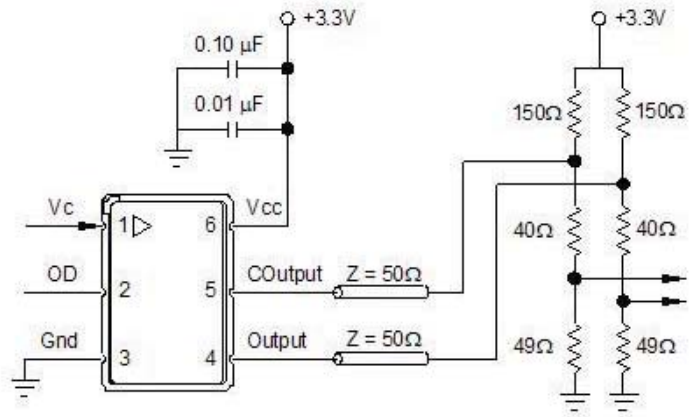 +3.3V
+3.3V
0.10 µF
0.01 µF
150Ω
150Ω
Vc
1
6
Vcc
40Ω
40Ω
OD
2
5
COutput
Z = 50Ω
Gnd
3
4
Output
Z = 50Ω
49Ω
49Ω